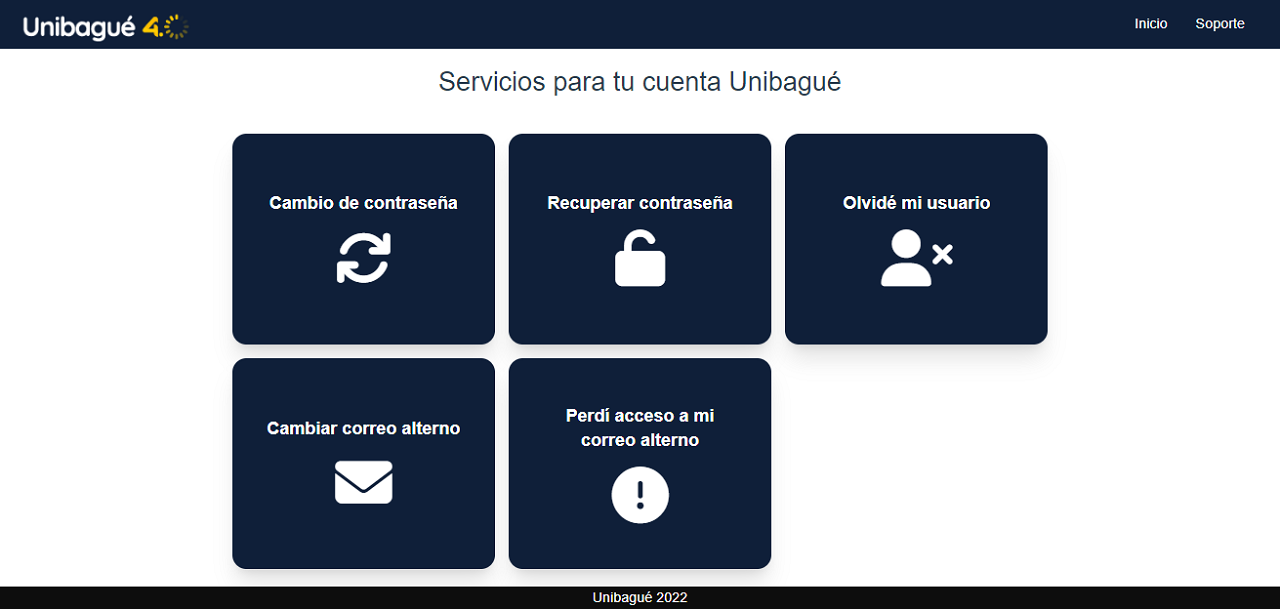 Unibagué 4.0
Inicio
Soporte
Servicios para tu cuenta Unibagué
Cambio de contraseña
Recuperar contraseña
Olvidé mi usuario
Cambiar correo alterno
Perdí acceso a mi
correo alterno
Unibagué 2022